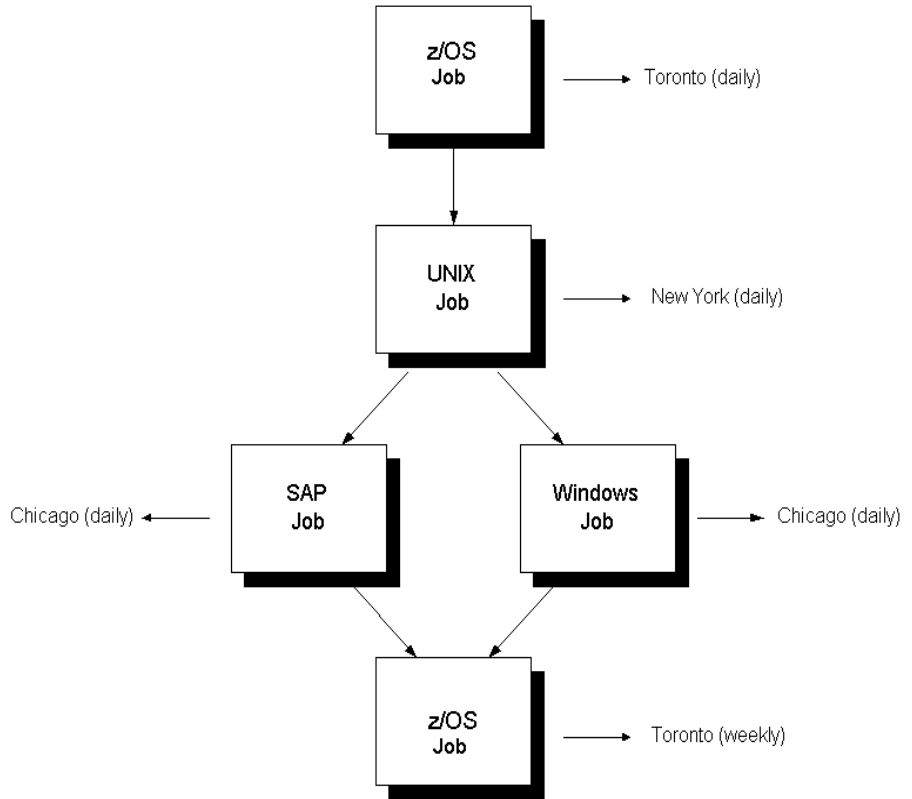 z/OS
Job
Toronto (daily)
UNIX
Job
New York (daily)
SAP
Job
Chicago (daily)
Windows
Job
Chicago (daily)
z/OS
Job
Toronto (weekly)